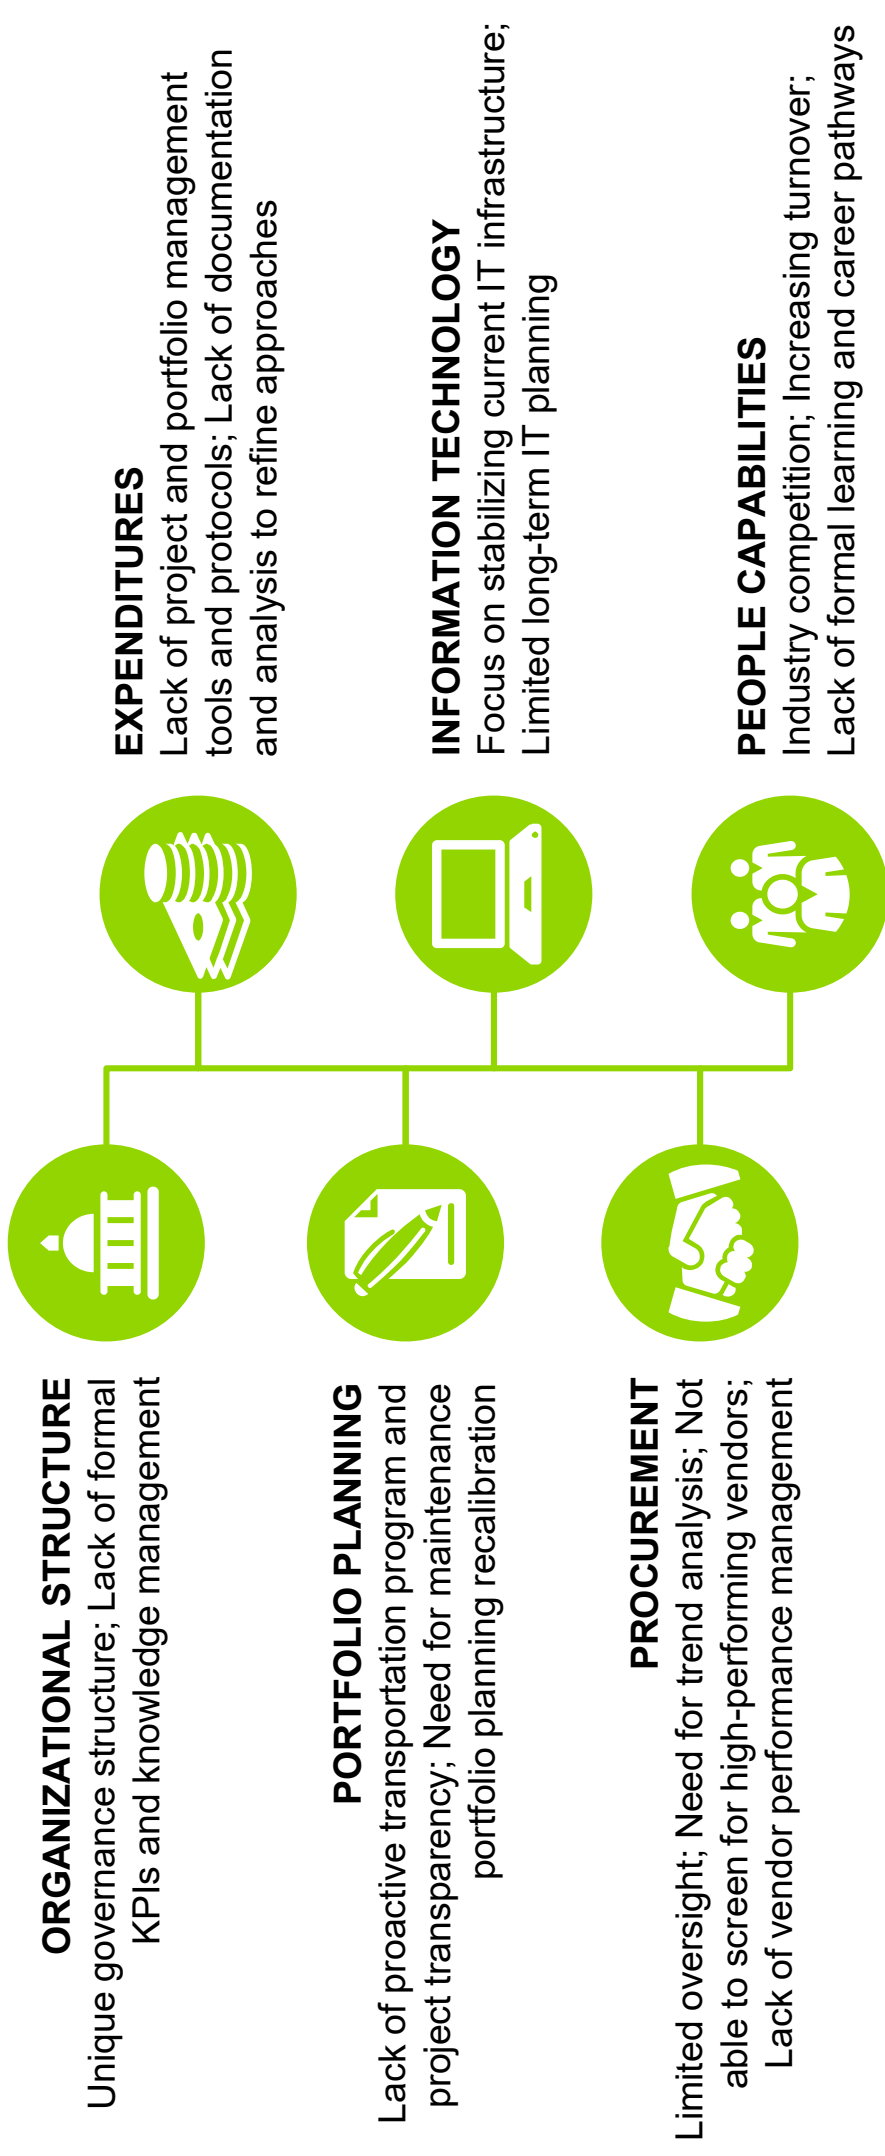 ORGANIZATIONAL STRUCTURE
Unique governance structure; Lack of formal
KPIs and knowledge management
EXPENDITURES
Lack of project and portfolio management
tools and protocols; Lack of documentation
and analysis to refine approaches
PORTFOLIO PLANNING
Lack of proactive transportation program and
project transparency; Need for maintenance
portfolio planning recalibration
INFORMATION TECHNOLOGY
Focus on stabilizing current IT infrastructure;
Limited long-term IT planning
PROCUREMENT
Limited oversight; Need for trend analysis; Not
able to screen for high-performing vendors;
Lack of vendor performance management
PEOPLE CAPABILITIES
Industry competition; Increasing turnover;
Lack of formal learning and career pathways